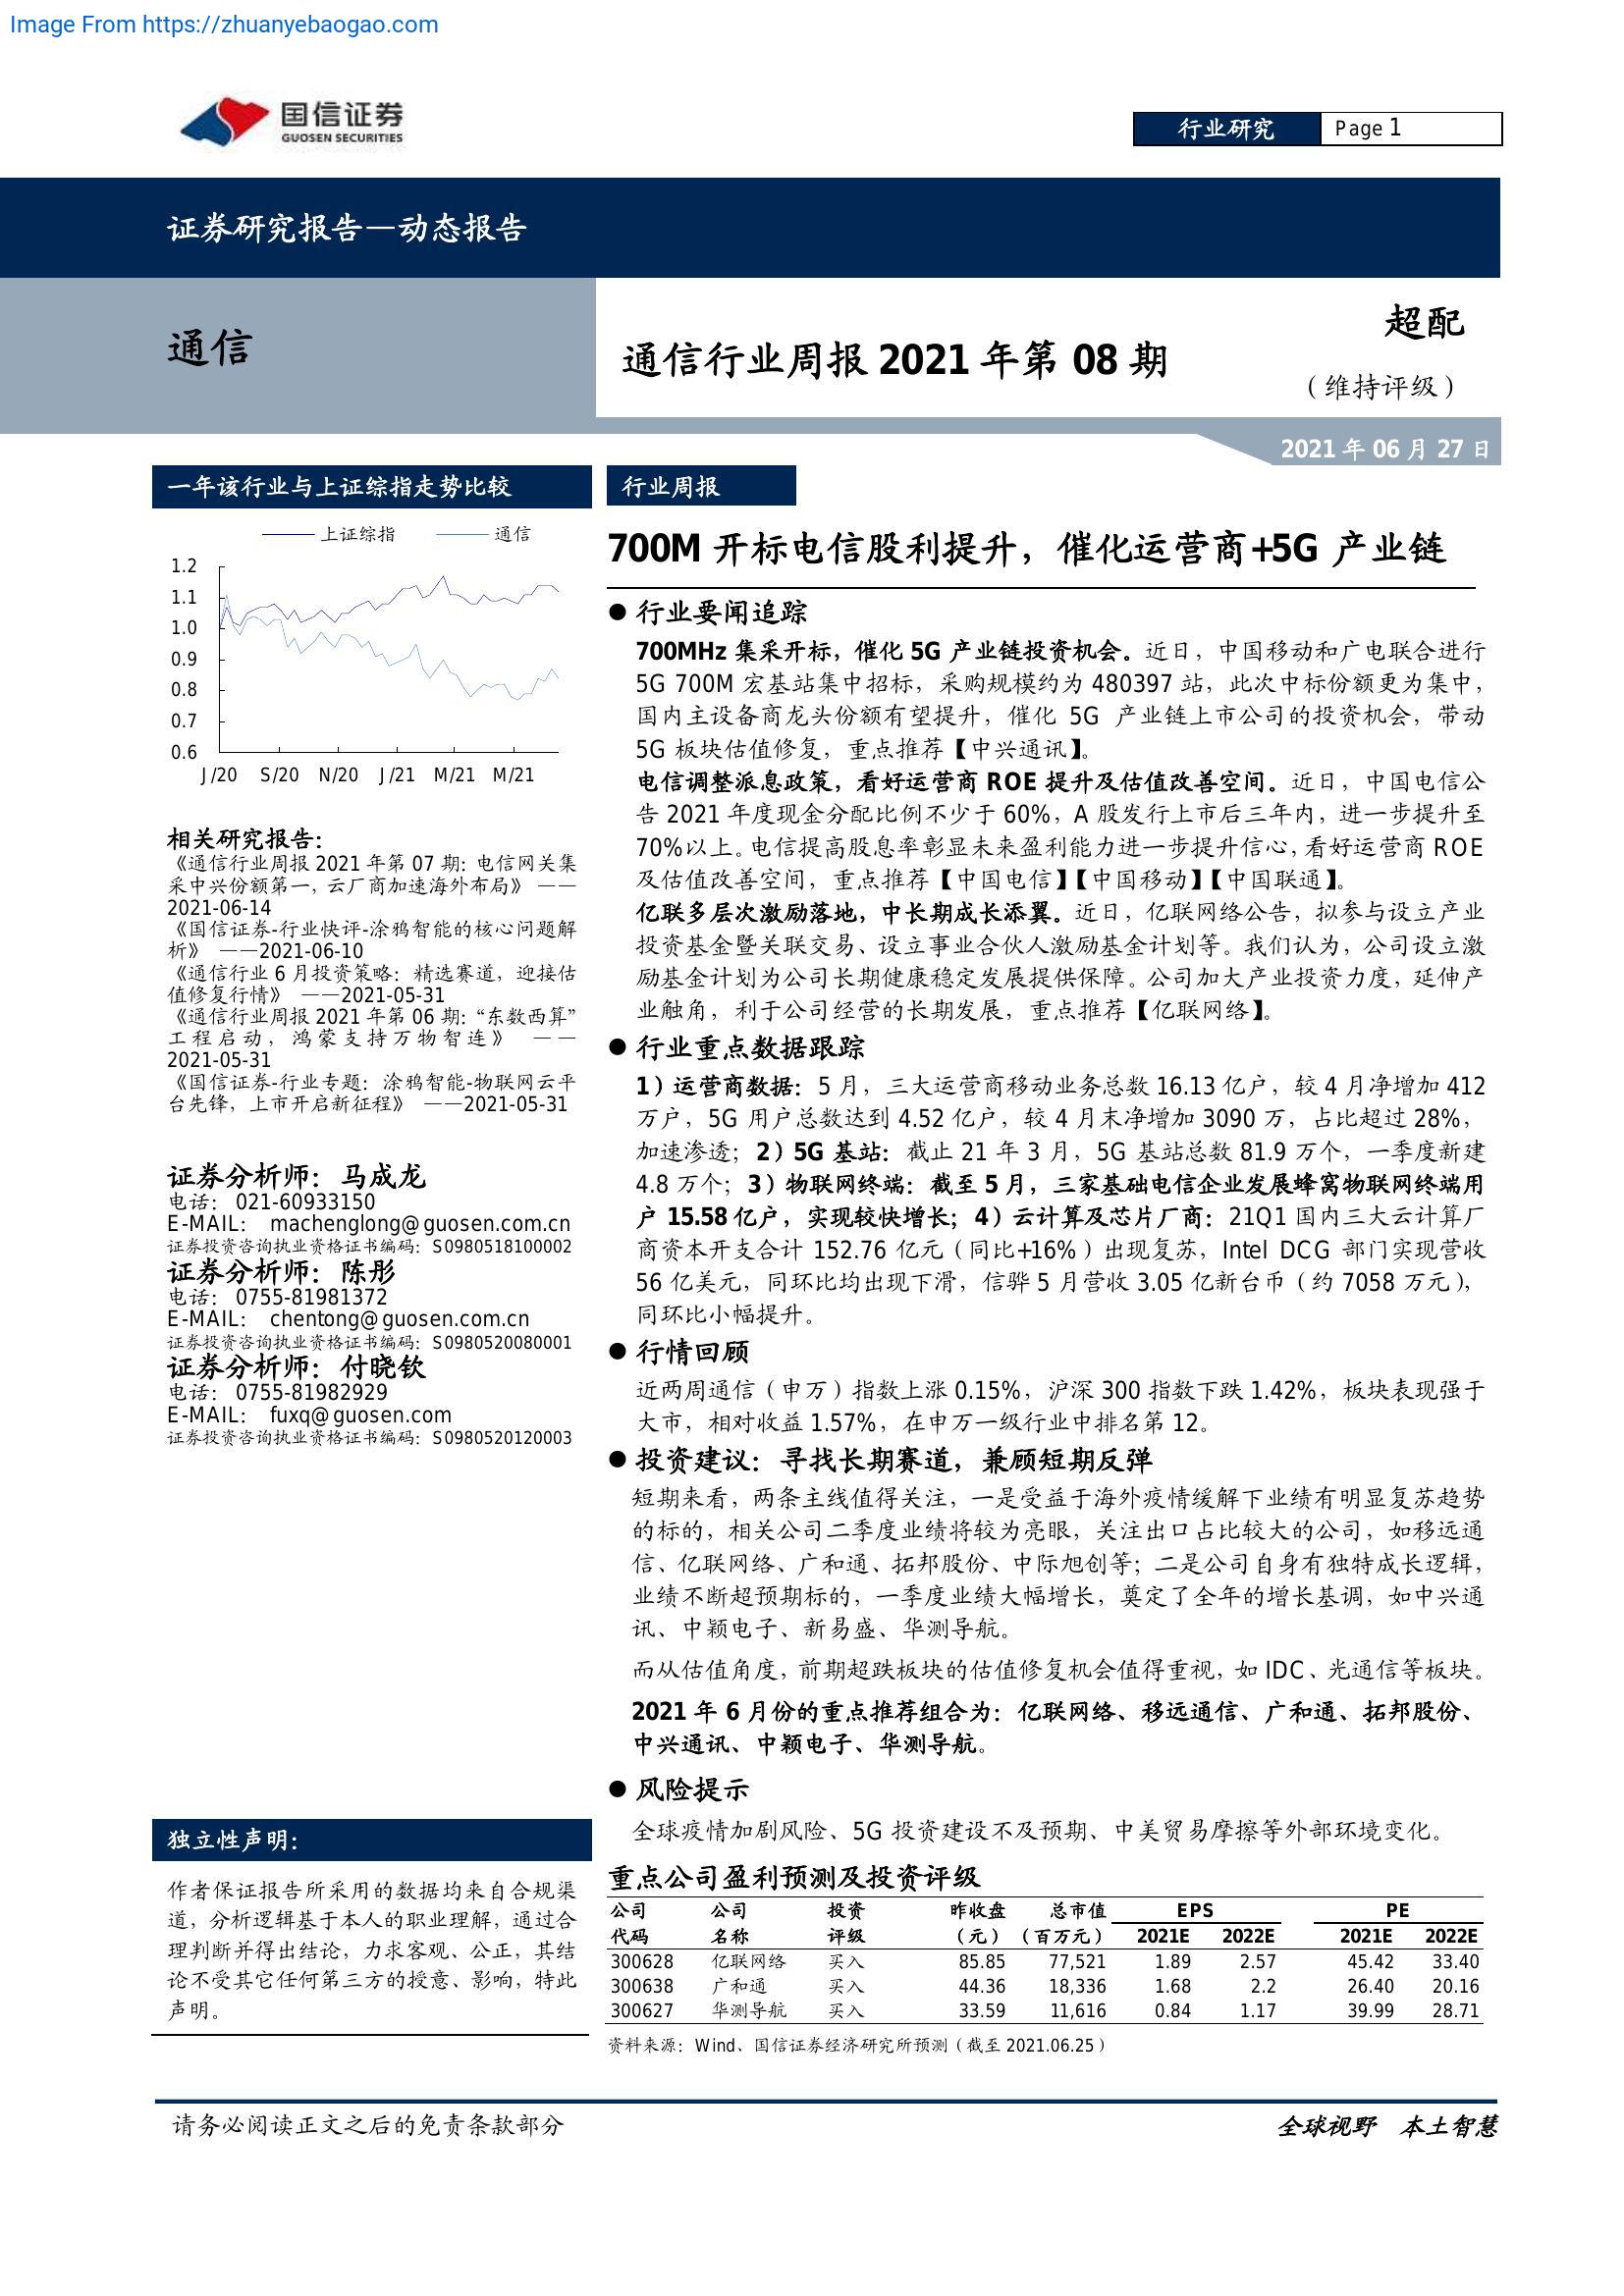 Image From https://zhuanyebaogao.com
国信证券
GUOSEN SECURITIES
行业研究
Page 1
证券研究报告—动态报告
通信
通信行业周报 2021 年第 08 期
超配
（维持评级）
2021 年 06 月 27 日
一年该行业与上证综指走势比较
上证综指 通信
1.2
1.1
1.0
0.9
0.8
0.7
0.6
J/20 S/20 N/20 J/21 M/21 M/21
相关研究报告：
《通信行业周报 2021 年第 07 期：电信网关集
采中兴份额第一，云厂商加速海外布局》 ——
2021-06-14
《国信证券-行业快评-涂鸦智能的核心问题解
析》 ——2021-06-10
《通信行业 6 月投资策略：精选赛道，迎接估
值修复行情》 ——2021-05-31
《通信行业周报 2021 年第 06 期：“东数西算”
工程启动，鸿蒙支持万物智连》 ——
2021-05-31
《国信证券-行业专题：涂鸦智能-物联网云平
台先锋，上市开启新征程》 ——2021-05-31
证券分析师：马成龙
电话： 021-60933150
E-MAIL： machenglong@guosen.com.cn
证券投资咨询执业资格证书编码：S0980518100002
证券分析师：陈彤
电话： 0755-81981372
E-MAIL： chentong@guosen.com.cn
证券投资咨询执业资格证书编码：S0980520080001
证券分析师：付晓钦
电话： 0755-81982929
E-MAIL： fuxq@guosen.com
证券投资咨询执业资格证书编码：S0980520120003
独立性声明：
作者保证报告所采用的数据均来自合规渠
道，分析逻辑基于本人的职业理解，通过合
理判断并得出结论，力求客观、公正，其结
论不受其它任何第三方的授意、影响，特此
声明。
行业周报
700M 开标电信股利提升，催化运营商+5G 产业链
● 行业要闻追踪
700MHz 集采开标，催化 5G 产业链投资机会。近日，中国移动和广电联合进行
5G 700M 宏基站集中招标，采购规模约为 480397 站，此次中标份额更为集中，
国内主设备商龙头份额有望提升，催化 5G 产业链上市公司的投资机会，带动
5G 板块估值修复，重点推荐【中兴通讯】。
电信调整派息政策，看好运营商 ROE 提升及估值改善空间。近日，中国电信公
告 2021 年度现金分配比例不少于 60%，A 股发行上市后三年内，进一步提升至
70%以上。电信提高股息率彰显未来盈利能力进一步提升信心，看好运营商 ROE
及估值改善空间，重点推荐【中国电信】【中国移动】【中国联通】。
亿联多层次激励落地，中长期成长添翼。近日，亿联网络公告，拟参与设立产业
投资基金暨关联交易、设立事业合伙人激励基金计划等。我们认为，公司设立激
励基金计划为公司长期健康稳定发展提供保障。公司加大产业投资力度，延伸产
业触角，利于公司经营的长期发展，重点推荐【亿联网络】。
● 行业重点数据跟踪
1）运营商数据：5 月，三大运营商移动业务总数 16.13 亿户，较 4 月净增加 412
万户，5G 用户总数达到 4.52 亿户，较 4 月末净增加 3090 万，占比超过 28%，
加速渗透；2）5G 基站：截止 21 年 3 月，5G 基站总数 81.9 万个，一季度新建
4.8 万个；3）物联网终端：截至 5 月，三家基础电信企业发展蜂窝物联网终端用
户 15.58 亿户，实现较快增长；4）云计算及芯片厂商：21Q1 国内三大云计算厂
商资本开支合计 152.76 亿元（同比+16%）出现复苏，Intel DCG 部门实现营收
56 亿美元，同环比均出现下滑，信骅 5 月营收 3.05 亿新台币（约 7058 万元），
同环比小幅提升。
● 行情回顾
近两周通信（申万）指数上涨 0.15%，沪深 300 指数下跌 1.42%，板块表现强于
大市，相对收益 1.57%，在申万一级行业中排名第 12。
● 投资建议：寻找长期赛道，兼顾短期反弹
短期来看，两条主线值得关注，一是受益于海外疫情缓解下业绩有明显复苏趋势
的标的，相关公司二季度业绩将较为亮眼，关注出口占比较大的公司，如移远通
信、亿联网络、广和通、拓邦股份、中际旭创等；二是公司自身有独特成长逻辑，
业绩不断超预期标的，一季度业绩大幅增长，奠定了全年的增长基调，如中兴通
讯、中颖电子、新易盛、华测导航。
而从估值角度，前期超跌板块的估值修复机会值得重视，如 IDC、光通信等板块。
2021 年 6 月份的重点推荐组合为：亿联网络、移远通信、广和通、拓邦股份、
中兴通讯、中颖电子、华测导航。
● 风险提示
全球疫情加剧风险、5G 投资建设不及预期、中美贸易摩擦等外部环境变化。
重点公司盈利预测及投资评级
公司 公司 投资 昨收盘 总市值 EPS PE
代码 名称 评级 （元） （百万元） 2021E 2022E 2021E 2022E
300628 亿联网络 买入 85.85 77,521 1.89 2.57 45.42 33.40
300638 广和通 买入 44.36 18,336 1.68 2.2 26.40 20.16
300627 华测导航 买入 33.59 11,616 0.84 1.17 39.99 28.71
资料来源：Wind、国信证券经济研究所预测（截至 2021.06.25）
请务必阅读正文之后的免责条款部分
全球视野 本土智慧